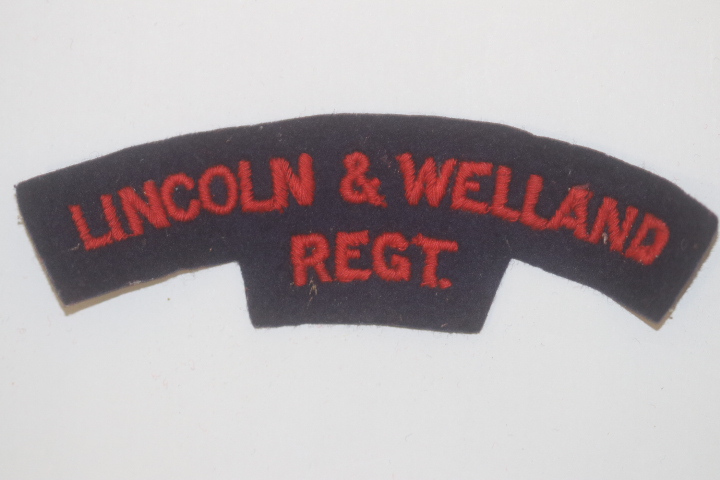 LINCOLN & WELLAND
REGT.